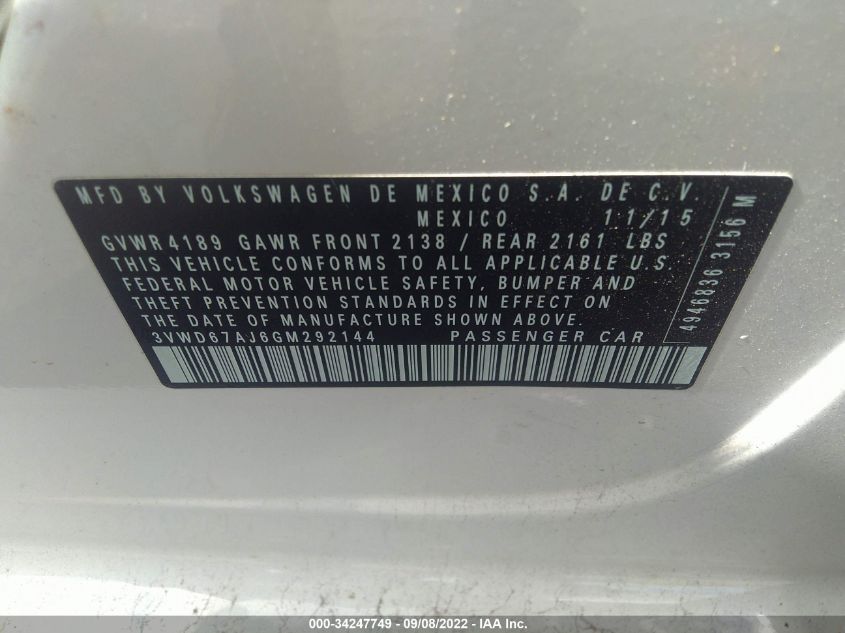 MFD BY VOLKSWAGEN DE MEXICO S.A. DE C.V.
MEXICO 11/15
GVWR 4189 GAWR FRONT 2138 / REAR 2161 LBS
THIS VEHICLE CONFORMS TO ALL APPLICABLE U.S.
FEDERAL MOTOR VEHICLE SAFETY, BUMPER AND
THEFT PREVENTION STANDARDS IN EFFECT ON
THE DATE OF MANUFACTURE SHOWN ABOVE.
3VWD67AJ6GM292144 PASSENGER CAR
4946836 3156 M
000-34247749 - 09/08/2022 - © IAA Inc.